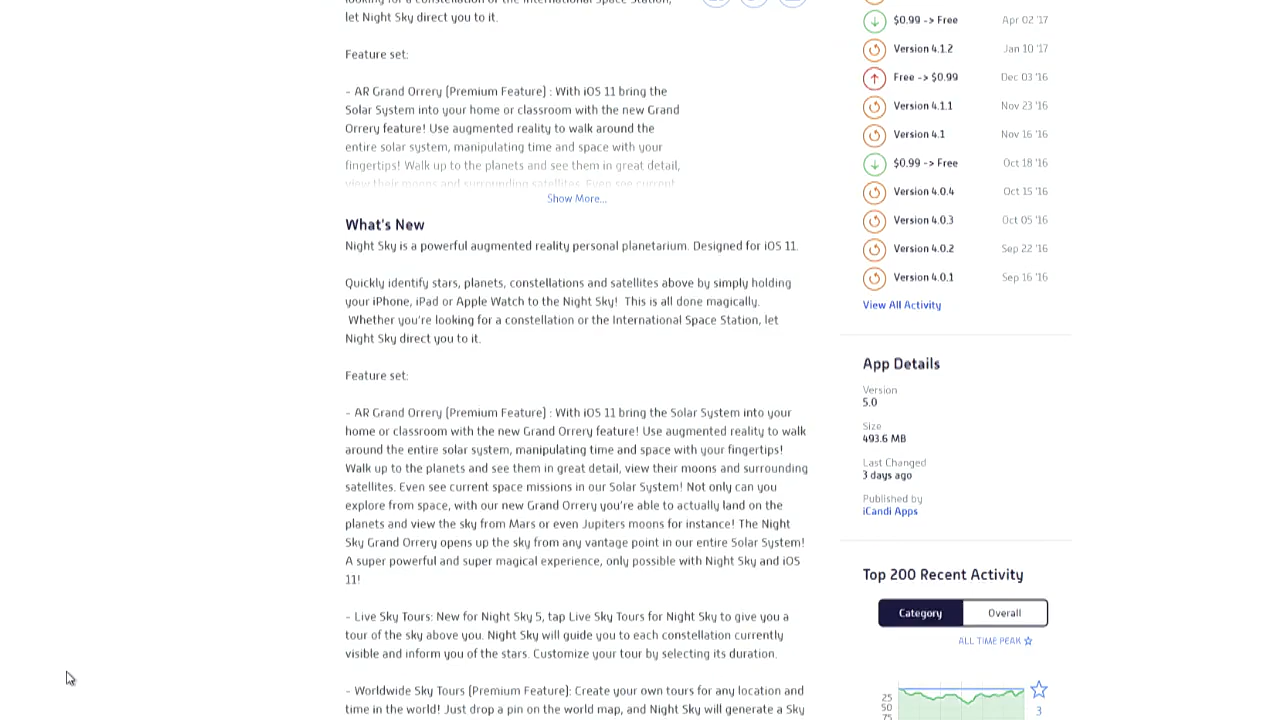 let Night Sky direct you to it.
Feature set:
- AR Grand Orrery (Premium Feature) : With iOS 11 bring the
Solar System into your home or classroom with the new Grand
Orrery feature! Use augmented reality to walk around the
entire solar system, manipulating time and space with your
fingertips! Walk up to the planets and see them in great detail,
view their moons and surrounding satellites. Even see current
Show More...
What's New
Night Sky is a powerful augmented reality personal planetarium. Designed for iOS 11.
Quickly identify stars, planets, constellations and satellites above by simply holding
your iPhone, iPad or Apple Watch to the Night Sky!  This is all done magically.
Whether you're looking for a constellation or the International Space Station, let
Night Sky direct you to it.
Feature set:
- AR Grand Orrery (Premium Feature) : With iOS 11 bring the Solar System into your
home or classroom with the new Grand Orrery feature! Use augmented reality to walk
around the entire solar system, manipulating time and space with your fingertips!
Walk up to the planets and see them in great detail, view their moons and surrounding
satellites. Even see current space missions in our Solar System! Not only can you
explore from space, with our new Grand Orrery you're able to actually land on the
planets and view the sky from Mars or even Jupiters moons for instance! The Night
Sky Grand Orrery opens up the sky from any vantage point in our entire Solar System!
A super powerful and super magical experience, only possible with Night Sky and iOS
11!
- Live Sky Tours: New for Night Sky 5, tap Live Sky Tours for Night Sky to give you a
tour of the sky above you. Night Sky will guide you to each constellation currently
visible and inform you of the stars. Customize your tour by selecting its duration.
- Worldwide Sky Tours (Premium Feature): Create your own tours for any location and
time in the world! Just drop a pin on the world map, and Night Sky will generate a Sky
$0.99 -> Free Apr 02 '17
Version 4.1.2 Jan 10 '17
Free -> $0.99 Dec 03 '16
Version 4.1.1 Nov 23 '16
Version 4.1 Nov 16 '16
$0.99 -> Free Oct 18 '16
Version 4.0.4 Oct 15 '16
Version 4.0.3 Oct 05 '16
Version 4.0.2 Sep 22 '16
Version 4.0.1 Sep 16 '16
View All Activity
App Details
Version
5.0
Size
493.6 MB
Last Changed
3 days ago
Published by
iCandi Apps
Top 200 Recent Activity
Category Overall
ALL TIME PEAK
25
50
75
3